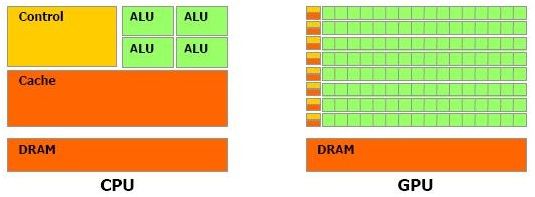 Control
ALU
ALU
ALU
ALU
Cache
DRAM
CPU
DRAM
GPU